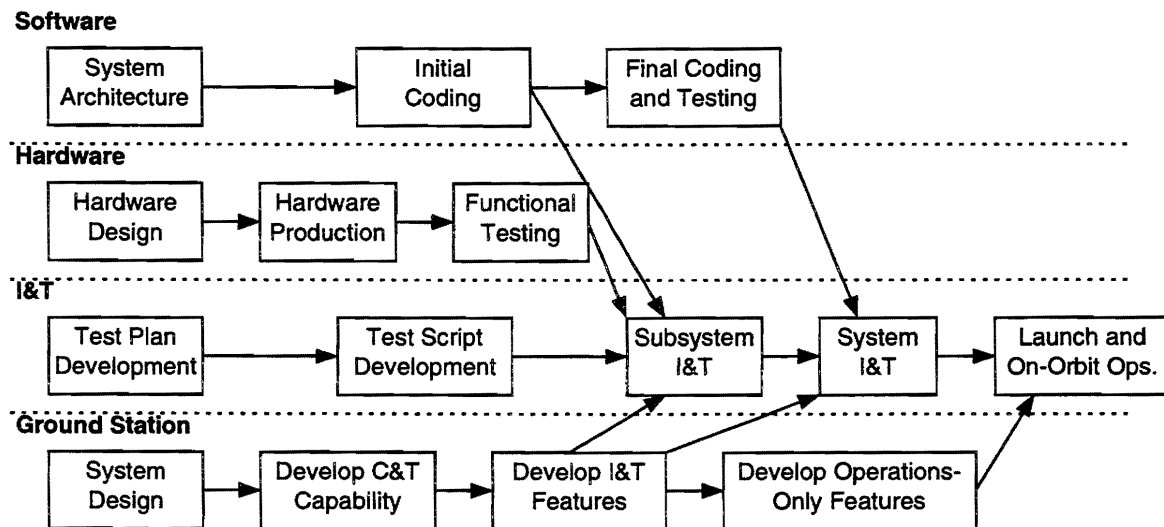 Software
System
Architecture
Initial
Coding
Final Coding
and Testing
Hardware
Hardware
Design
Hardware
Production
Functional
Testing
I&T
Test Plan
Development
Test Script
Development
Subsystem
I&T
System
I&T
Launch and
On-Orbit Ops.
Ground Station
System
Design
Develop C&T
Capability
Develop I&T
Features
Develop Operations-
Only Features